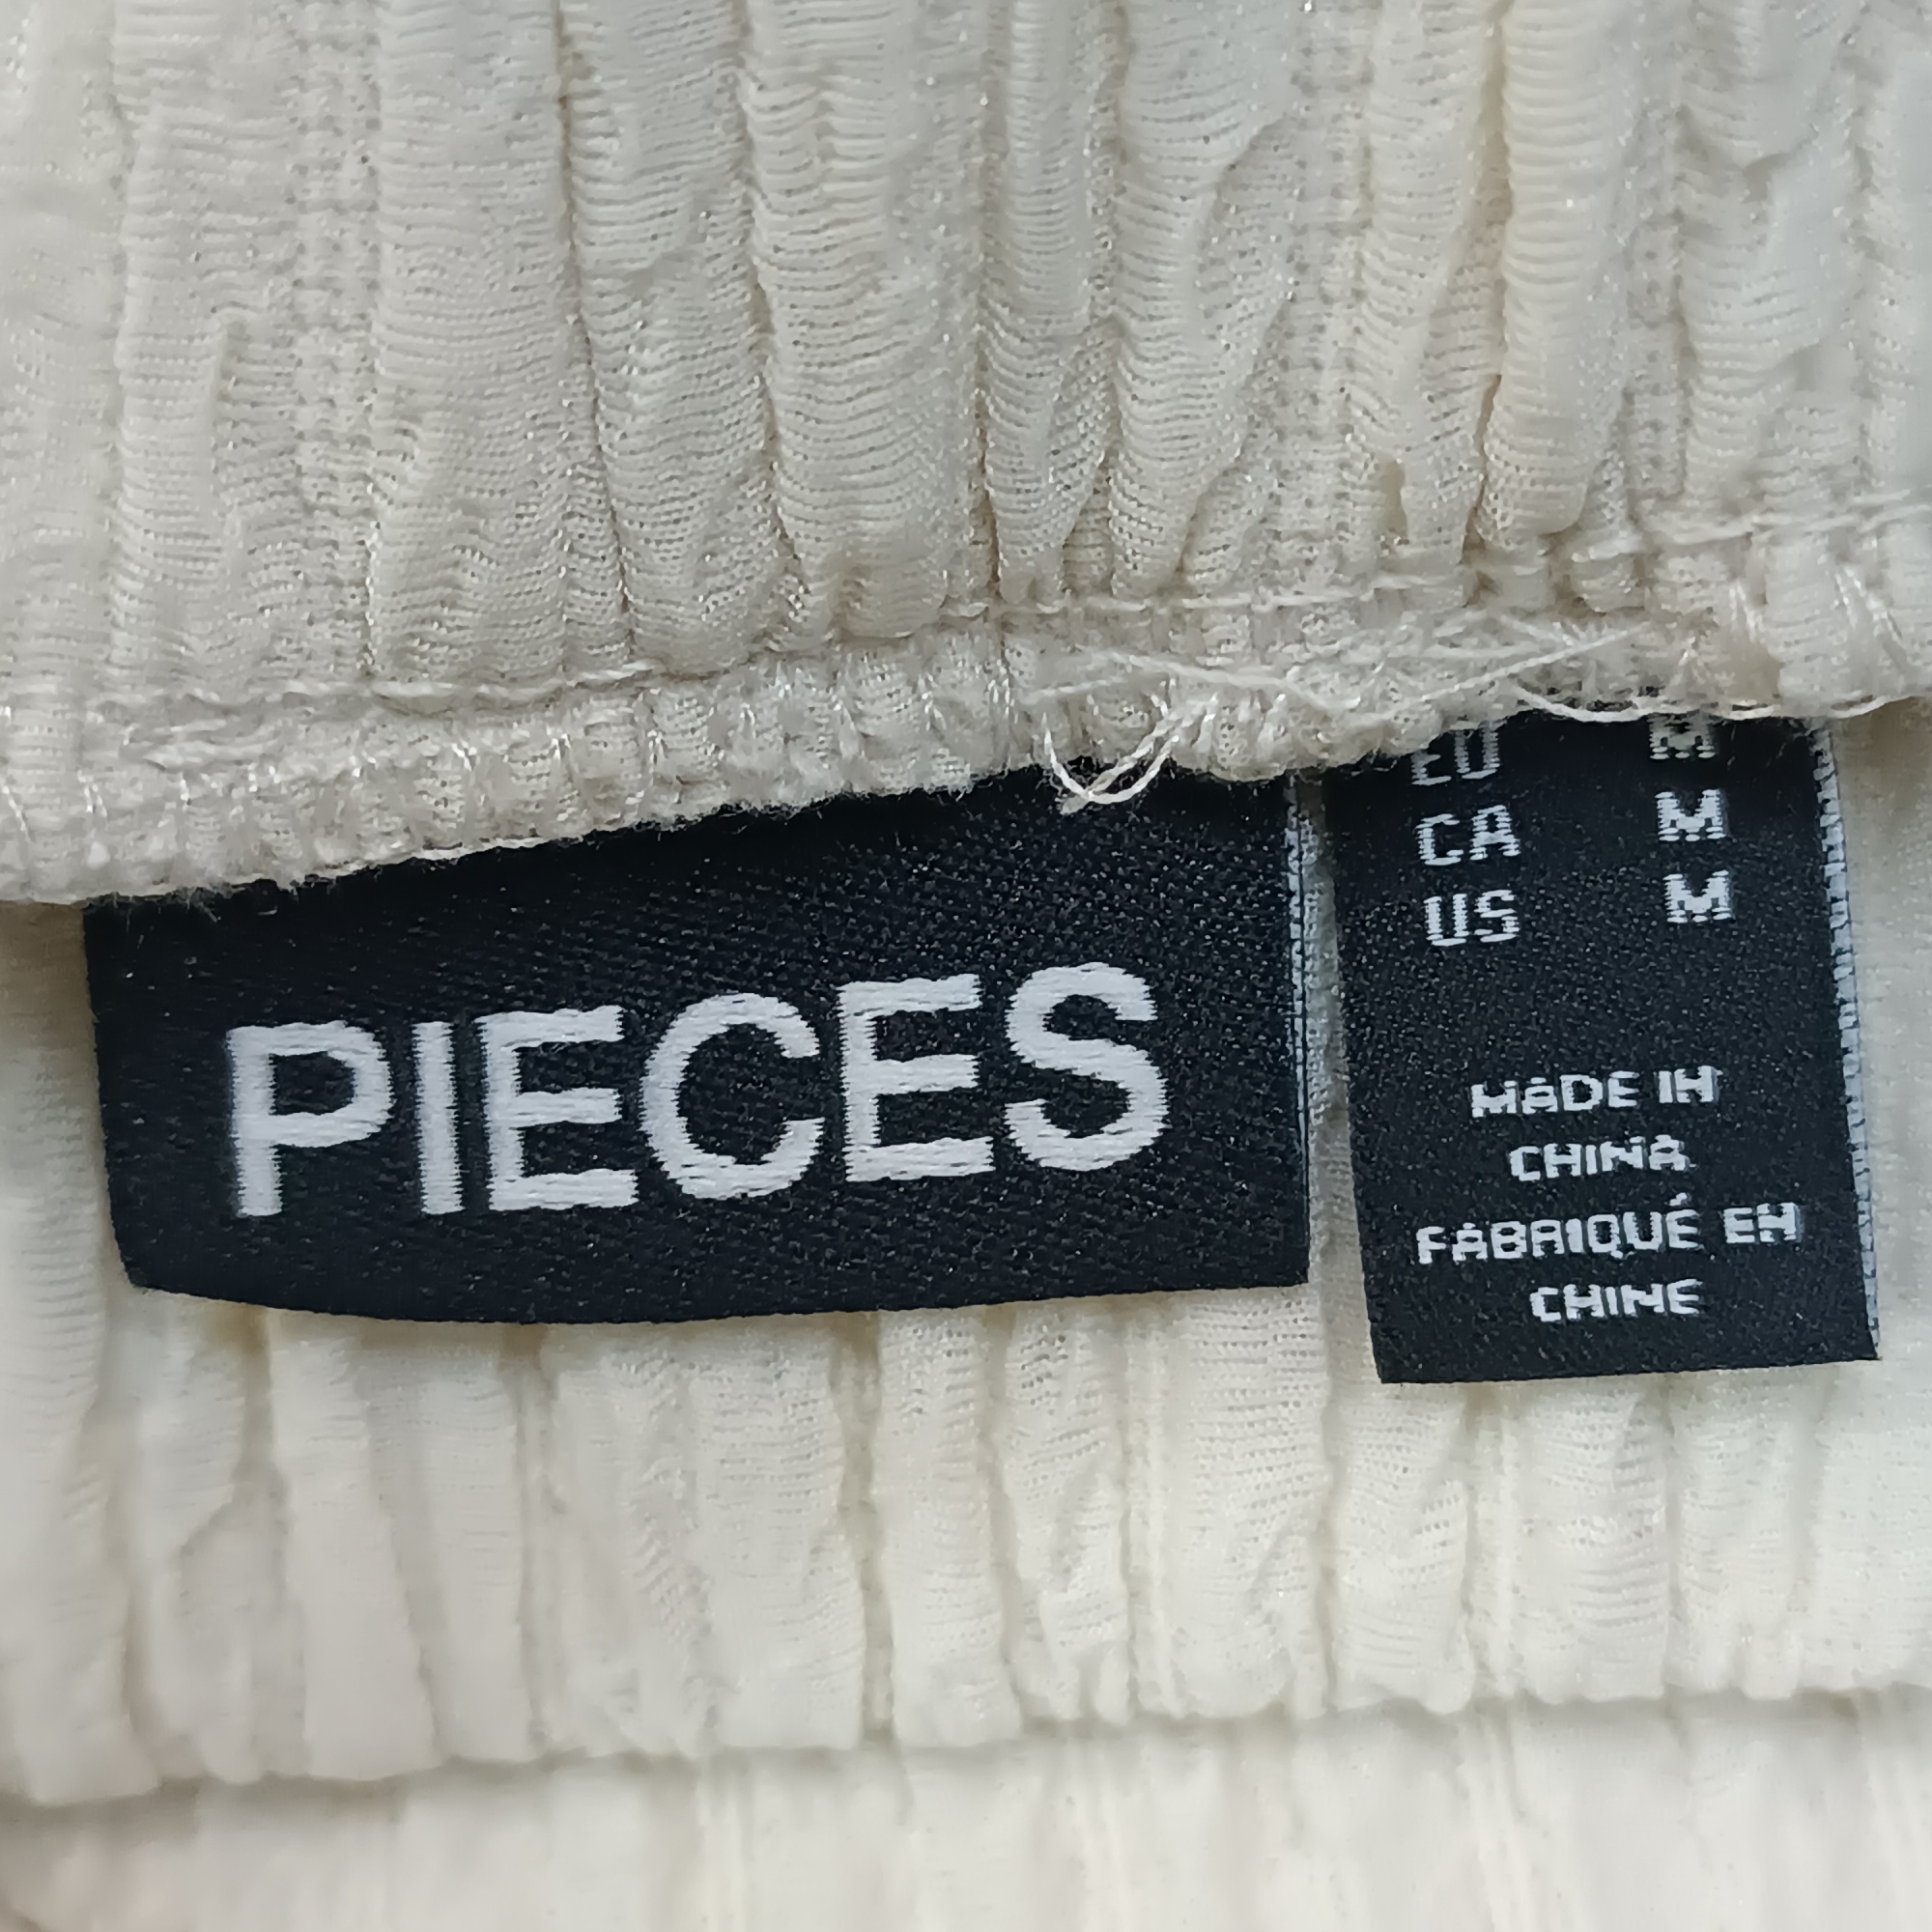 PIECES
EU M
CA M
US M
MADE IN
CHINA
FABRIQUÉ EN
CHINE